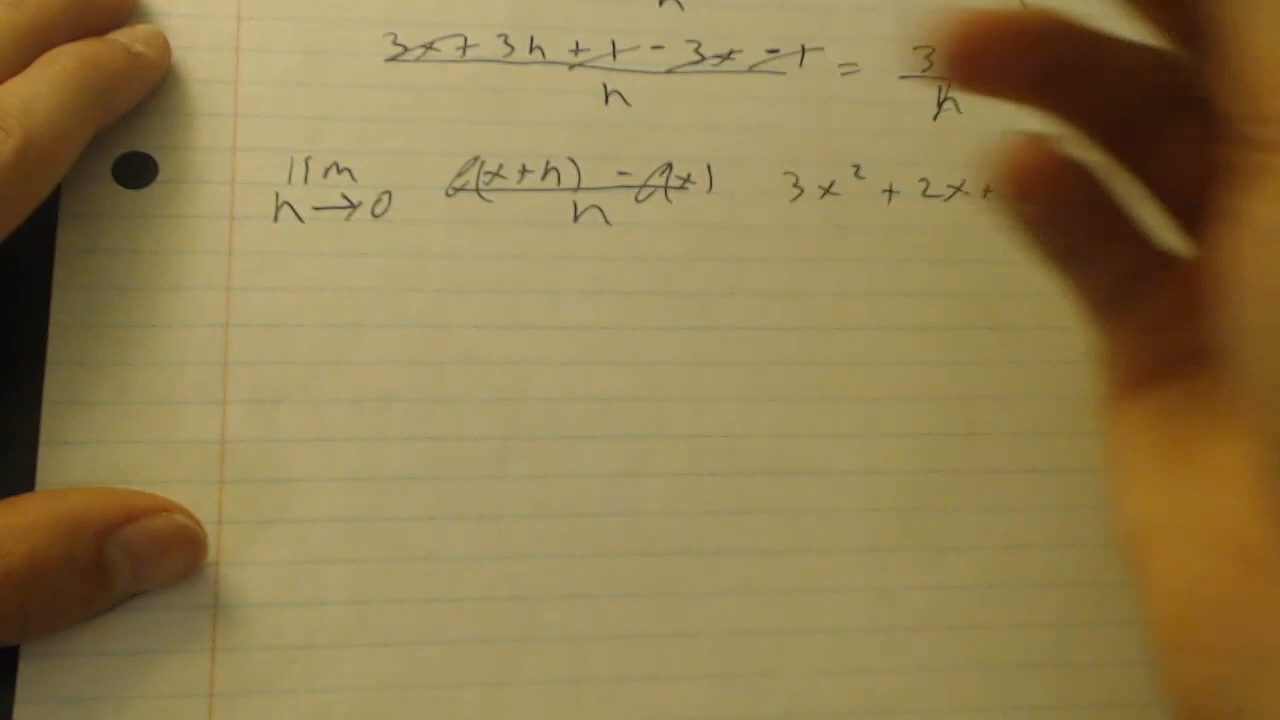 h
3x + 3h + 1 - 3x - 1 = 3
h h
lim (x+h) - (x) 3x² + 2x +
h→0 h